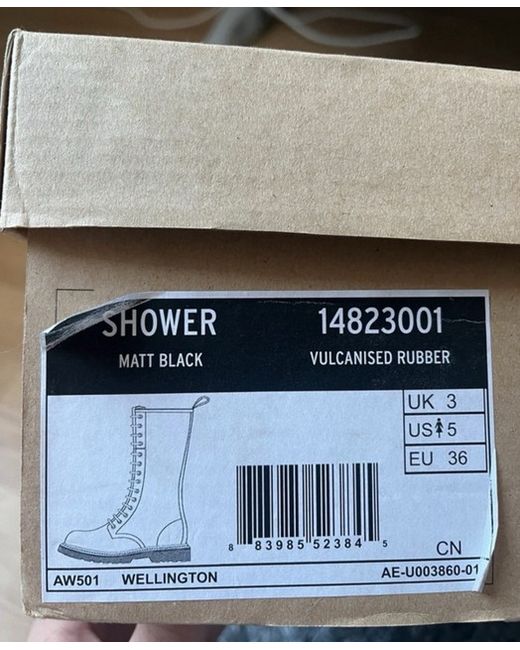 SHOWER 14823001
MATT BLACK VULCANISED RUBBER
UK 3
US 5
EU 36
8 83985 52384 5
CN
AW501 WELLINGTON AE-U003860-01